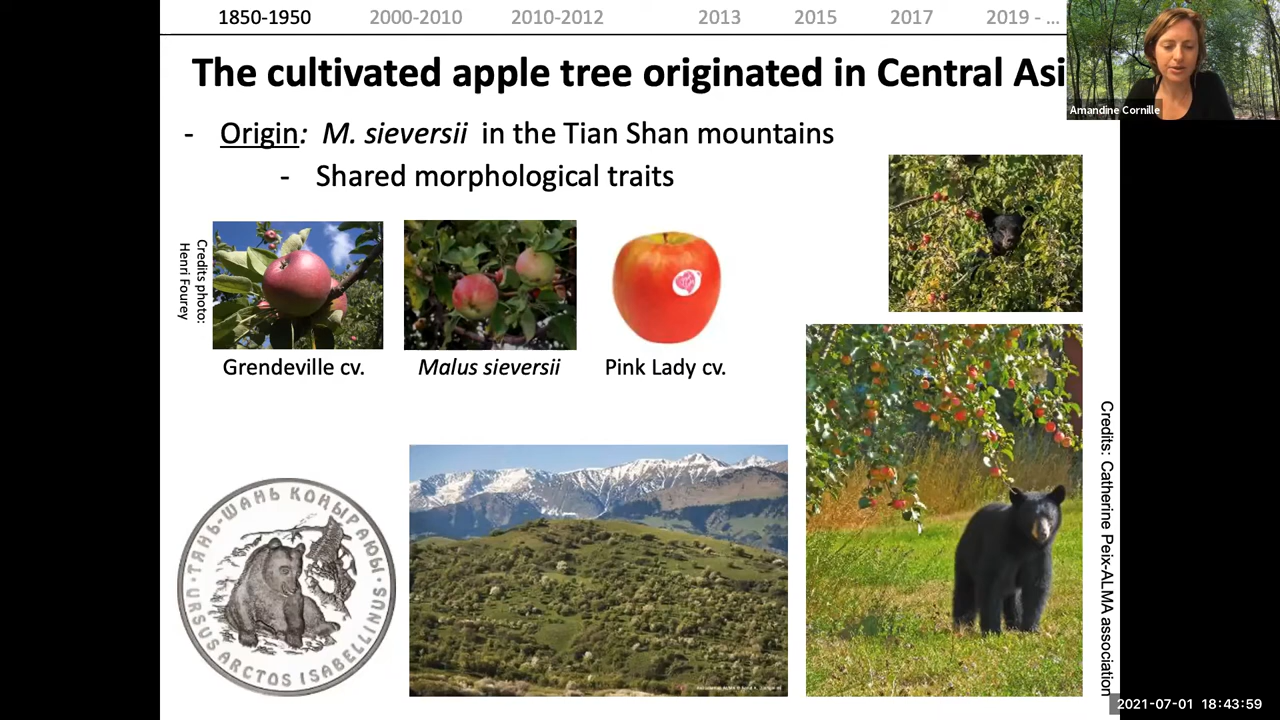 1850-1950 2000-2010 2010-2012 2013 2015 2017 2019 - ...
The cultivated apple tree originated in Central Asi
Amandine Cornille
- Origin: M. sieversii in the Tian Shan mountains
- Shared morphological traits
Credits photo:
Henri Fourey
Grendeville cv.
Malus sieversii
Pink Lady cv.
ТЯНЬ-ШАНЬ ҚОҢЫР АЮЫ
URSUS ARCTOS ISABELLINUS
Credits: Catherine Peix-ALMA association
2021-07-01 18:43:59